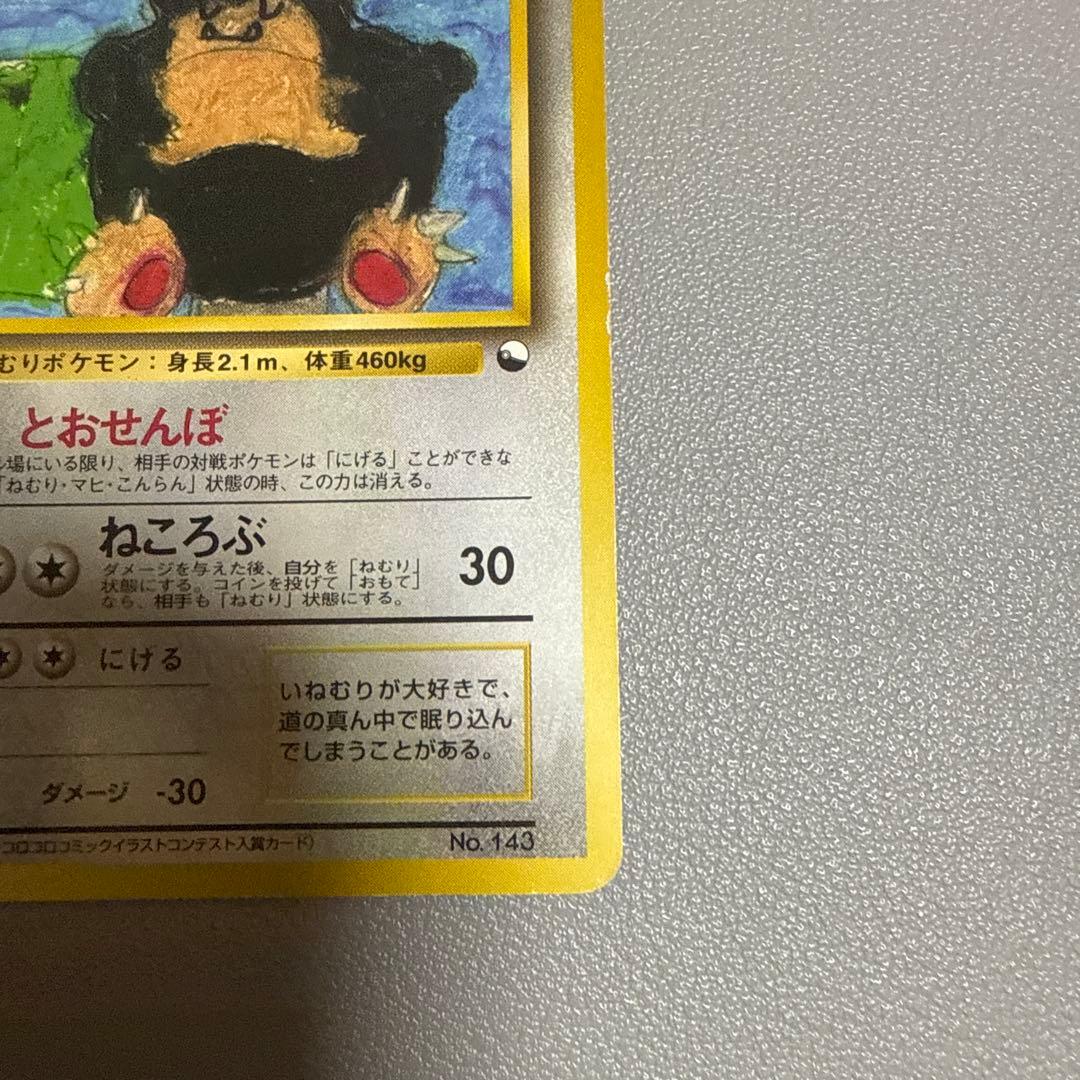 むりポケモン：身長2.1m、体重460kg
とおせんぼ
場にいる限り、相手の対戦ポケモンは「にげる」ことができな
「ねむり・マヒ・こんらん」状態の時、この力は消える。
ねころぶ
30
ダメージを与えた後、自分を「ねむり」
状態にする。コインを投げて「おもて」
なら、相手も「ねむり」状態にする。
にげる
いねむりが大好きで、
道の真ん中で眠り込ん
でしまうことがある。
ダメージ -30
コロコロコミックイラストコンテスト入賞カード）
No. 143